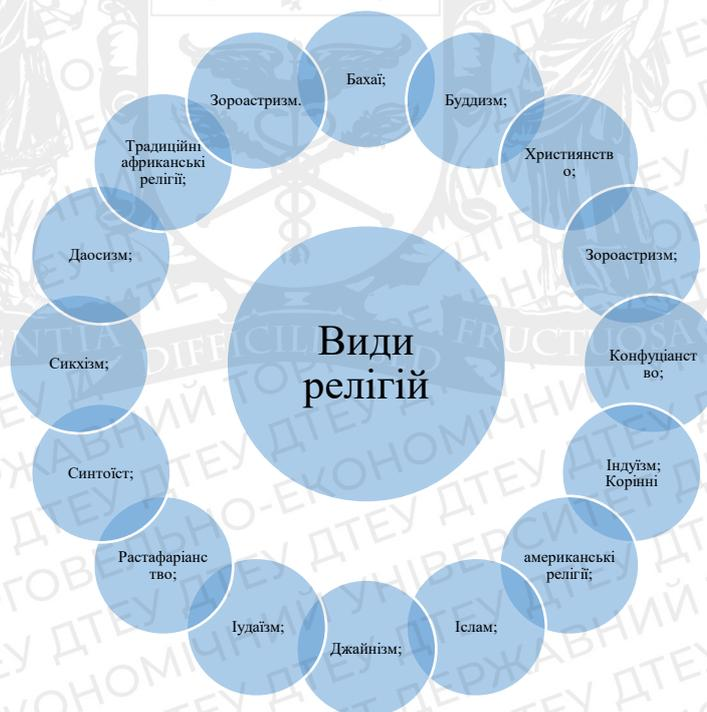 Види
релігій
Бахаї;
Буддизм;
Християнств
о;
Зороастризм;
Конфуціанст
во;
Індуїзм;
Корінні
американські
релігії;
Іслам;
Джайнізм;
Іудаїзм;
Растафаріанс
тво;
Синтоїст;
Сикхізм;
Даосизм;
Традиційні
африканські
релігії;
Зороастризм.